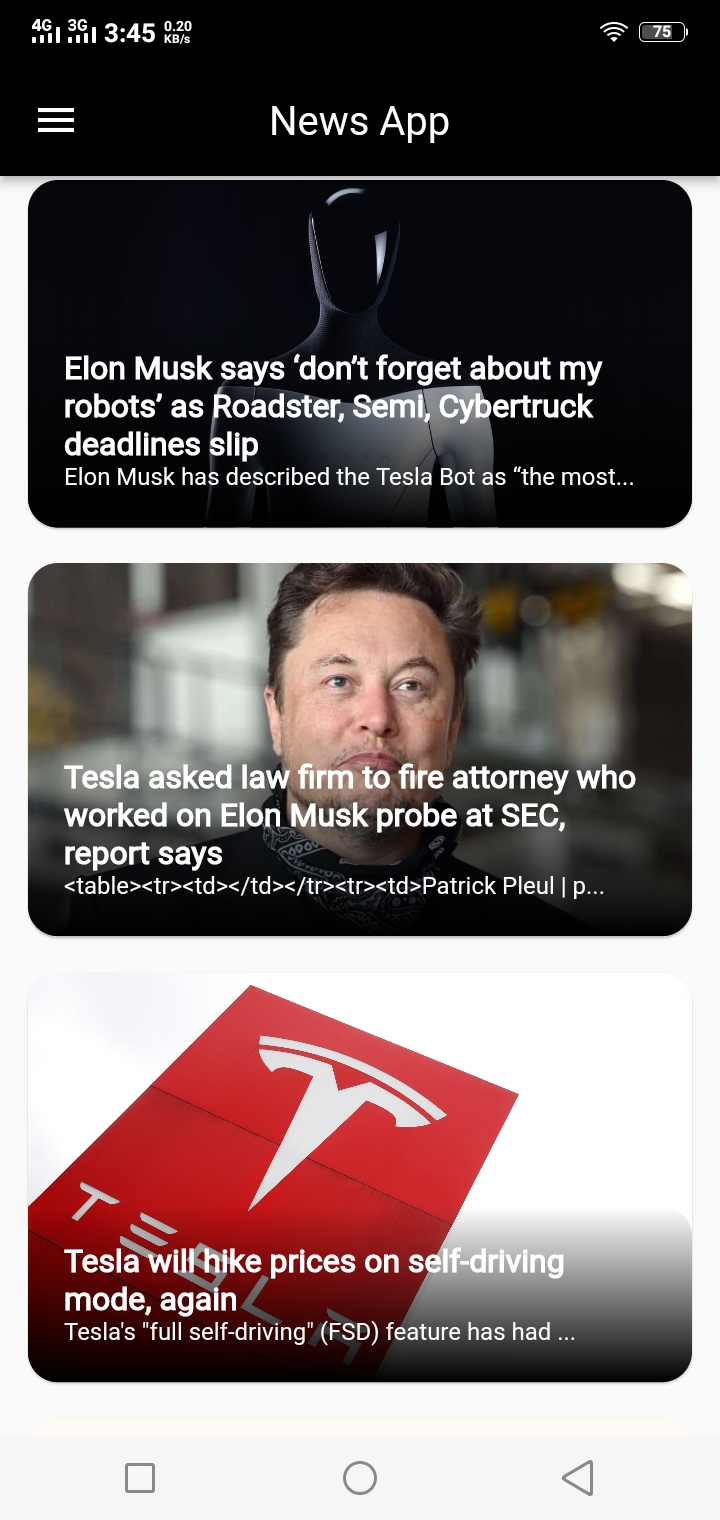 4G 3G 3:45 0.20 KB/s 75
News App
Elon Musk says ‘don’t forget about my
robots’ as Roadster, Semi, Cybertruck
deadlines slip
Elon Musk has described the Tesla Bot as “the most...
Tesla asked law firm to fire attorney who
worked on Elon Musk probe at SEC,
report says
<table><tr><td></td></tr><tr><td>Patrick Pleul | p...
TESLA
Tesla will hike prices on self-driving
mode, again
Tesla's "full self-driving" (FSD) feature has had ...